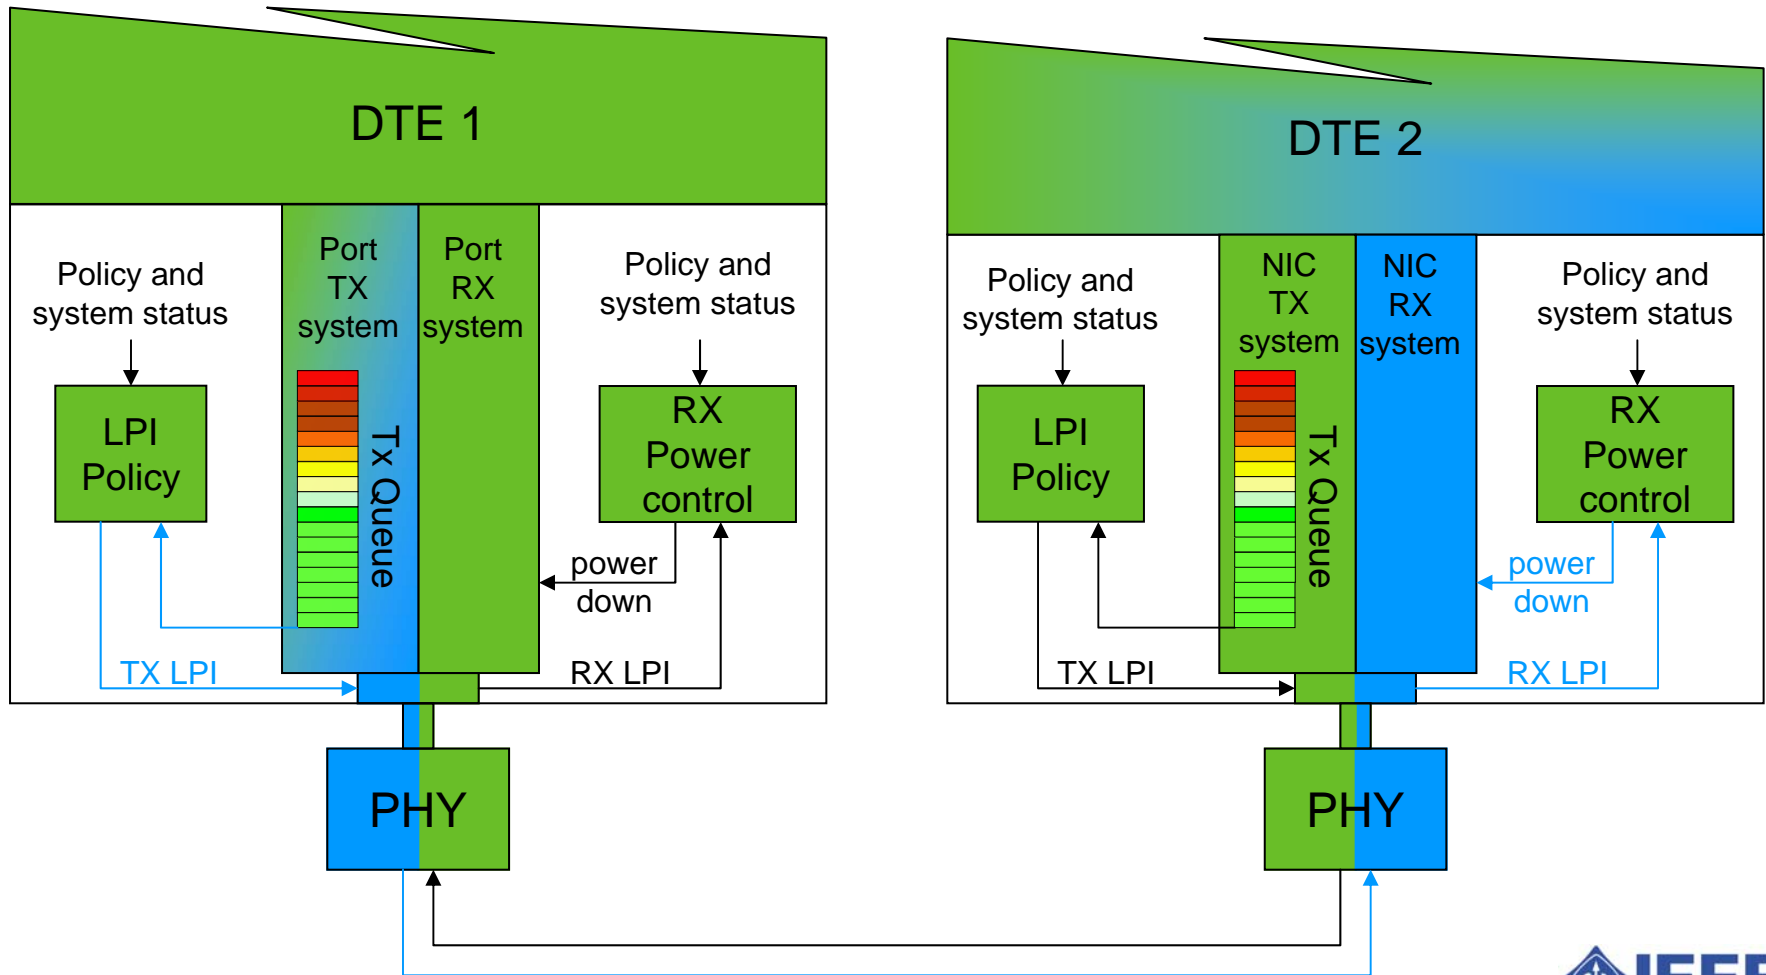 DTE 1
Port
TX
system
Port
RX
system
Policy and
system status
Policy and
system status
LPI
Policy
Tx Queue
RX
Power
control
power
down
TX LPI
RX LPI
PHY
DTE 2
NIC
TX
system
NIC
RX
system
Policy and
system status
Policy and
system status
LPI
Policy
Tx Queue
RX
Power
control
power
down
TX LPI
RX LPI
PHY